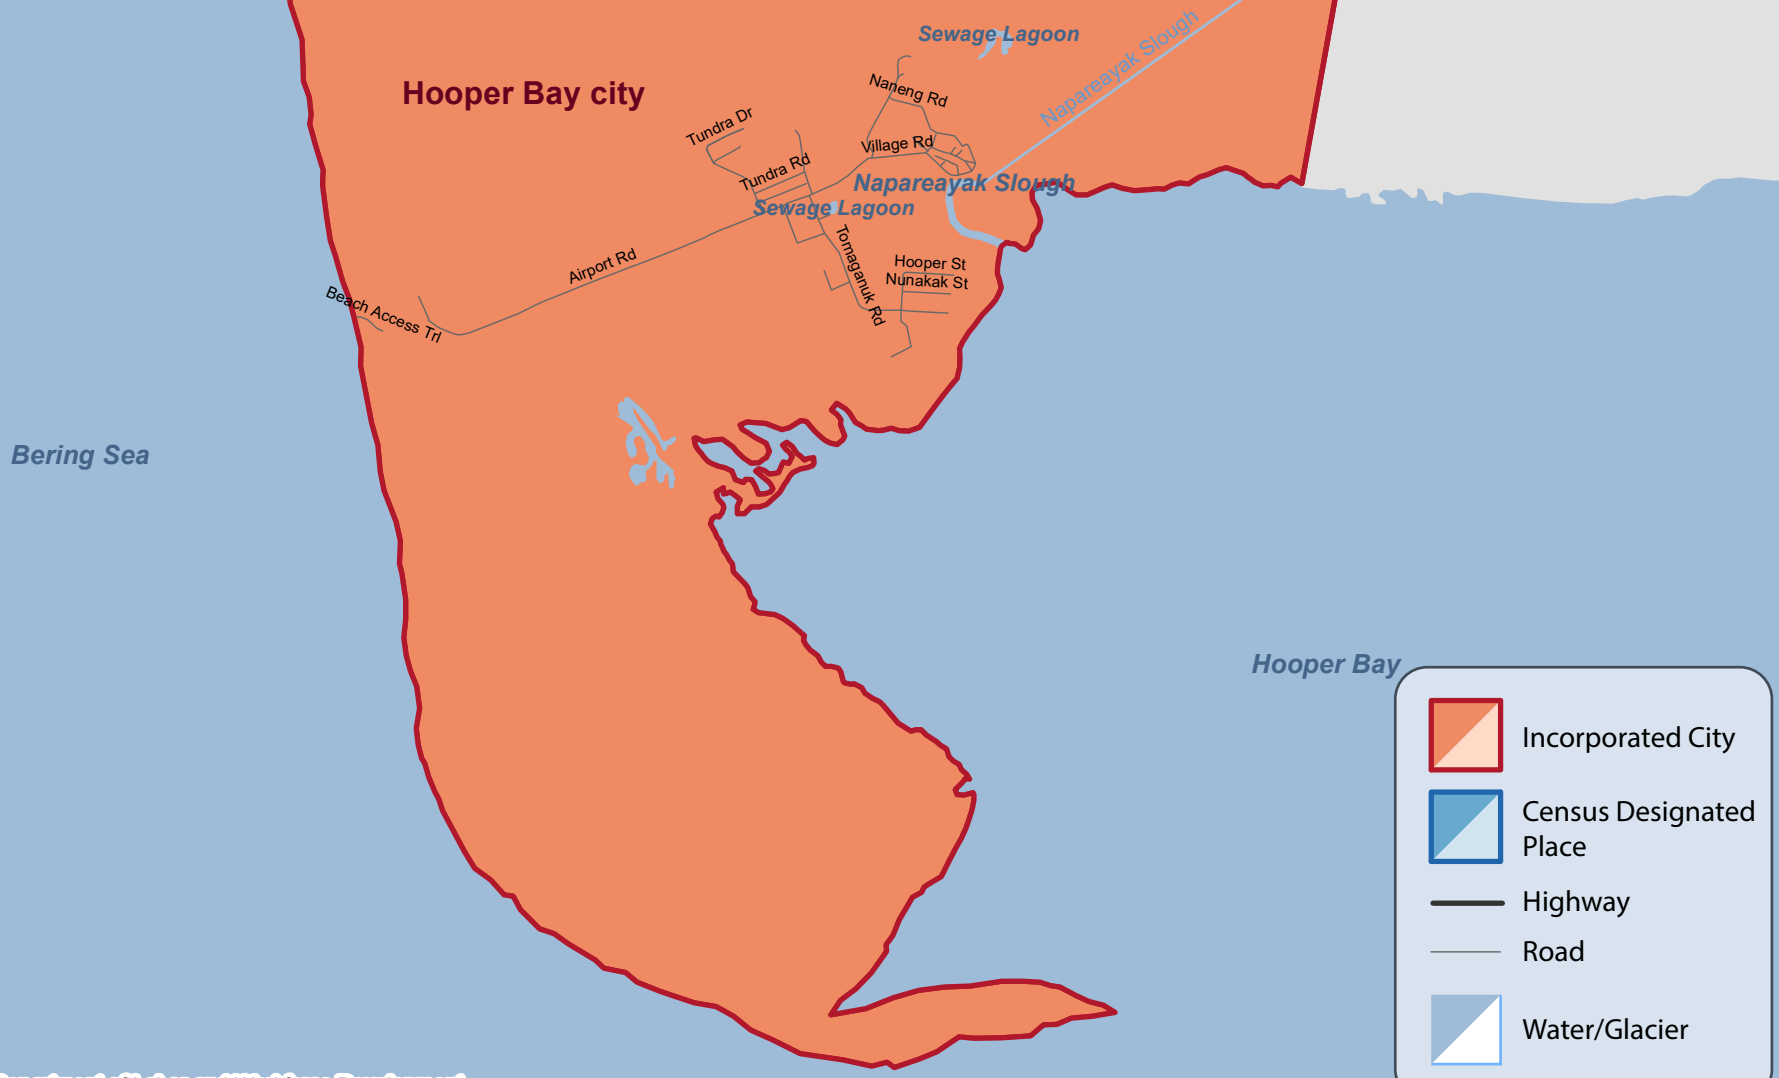 Sewage Lagoon
Napareayak Slough
Hooper Bay city
Naneng Rd
Tundra Dr
Village Rd
Tundra Rd
Napareayak Slough
Sewage Lagoon
Tomaganuk Rd
Airport Rd
Hooper St
Nunakak St
Beach Access Trl
Bering Sea
Hooper Bay
Incorporated City
Census Designated
Place
Highway
Road
Water/Glacier